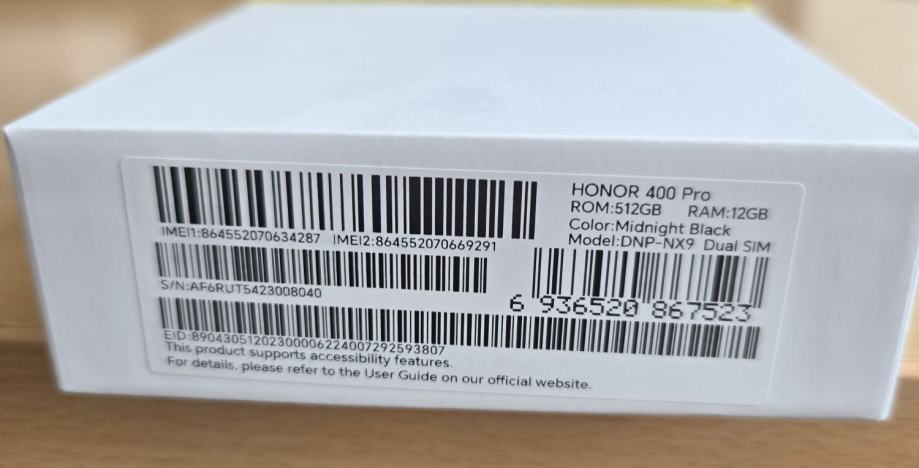 HONOR 400 Pro
ROM:512GB RAM:12GB
Color:Midnight Black
Model:DNP-NX9 Dual SIM
IMEI1:864552070634287 IMEI2:864552070669291
S/N:AF6RUT5423008040
6 936520 867523
EID:89043051202300006224007292593807
This product supports accessibility features.
For details, please refer to the User Guide on our official website.